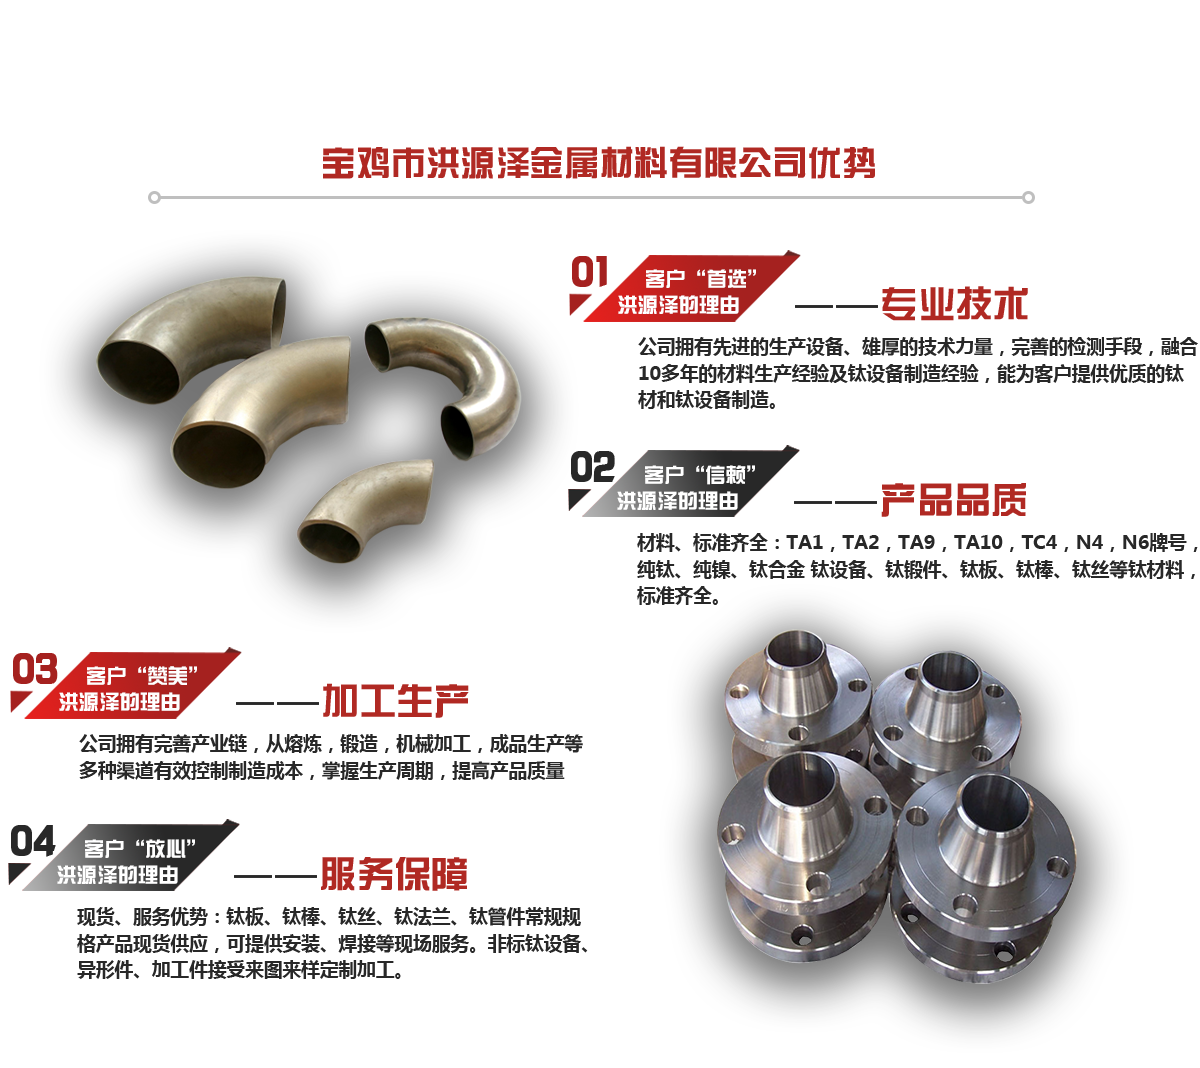 宝鸡市洪源泽金属材料有限公司优势
01
客户“首选”
洪源泽的理由
——专业技术
公司拥有先进的生产设备、雄厚的技术力量，完善的检测手段，融合
10多年的材料生产经验及钛设备制造经验，能为客户提供优质的钛
材和钛设备制造。
02
客户“信赖”
洪源泽的理由
——产品品质
材料、标准齐全：TA1，TA2，TA9，TA10，TC4，N4，N6牌号，
纯钛、纯镍、钛合金 钛设备、钛锻件、钛板、钛棒、钛丝等钛材料，
标准齐全。
03
客户“赞美”
洪源泽的理由
——加工生产
公司拥有完善产业链，从熔炼，锻造，机械加工，成品生产等
多种渠道有效控制制造成本，掌握生产周期，提高产品质量
04
客户“放心”
洪源泽的理由
——服务保障
现货、服务优势：钛板、钛棒、钛丝、钛法兰、钛管件常规规
格产品现货供应，可提供安装、焊接等现场服务。非标钛设备、
异形件、加工件接受来图来样定制加工。